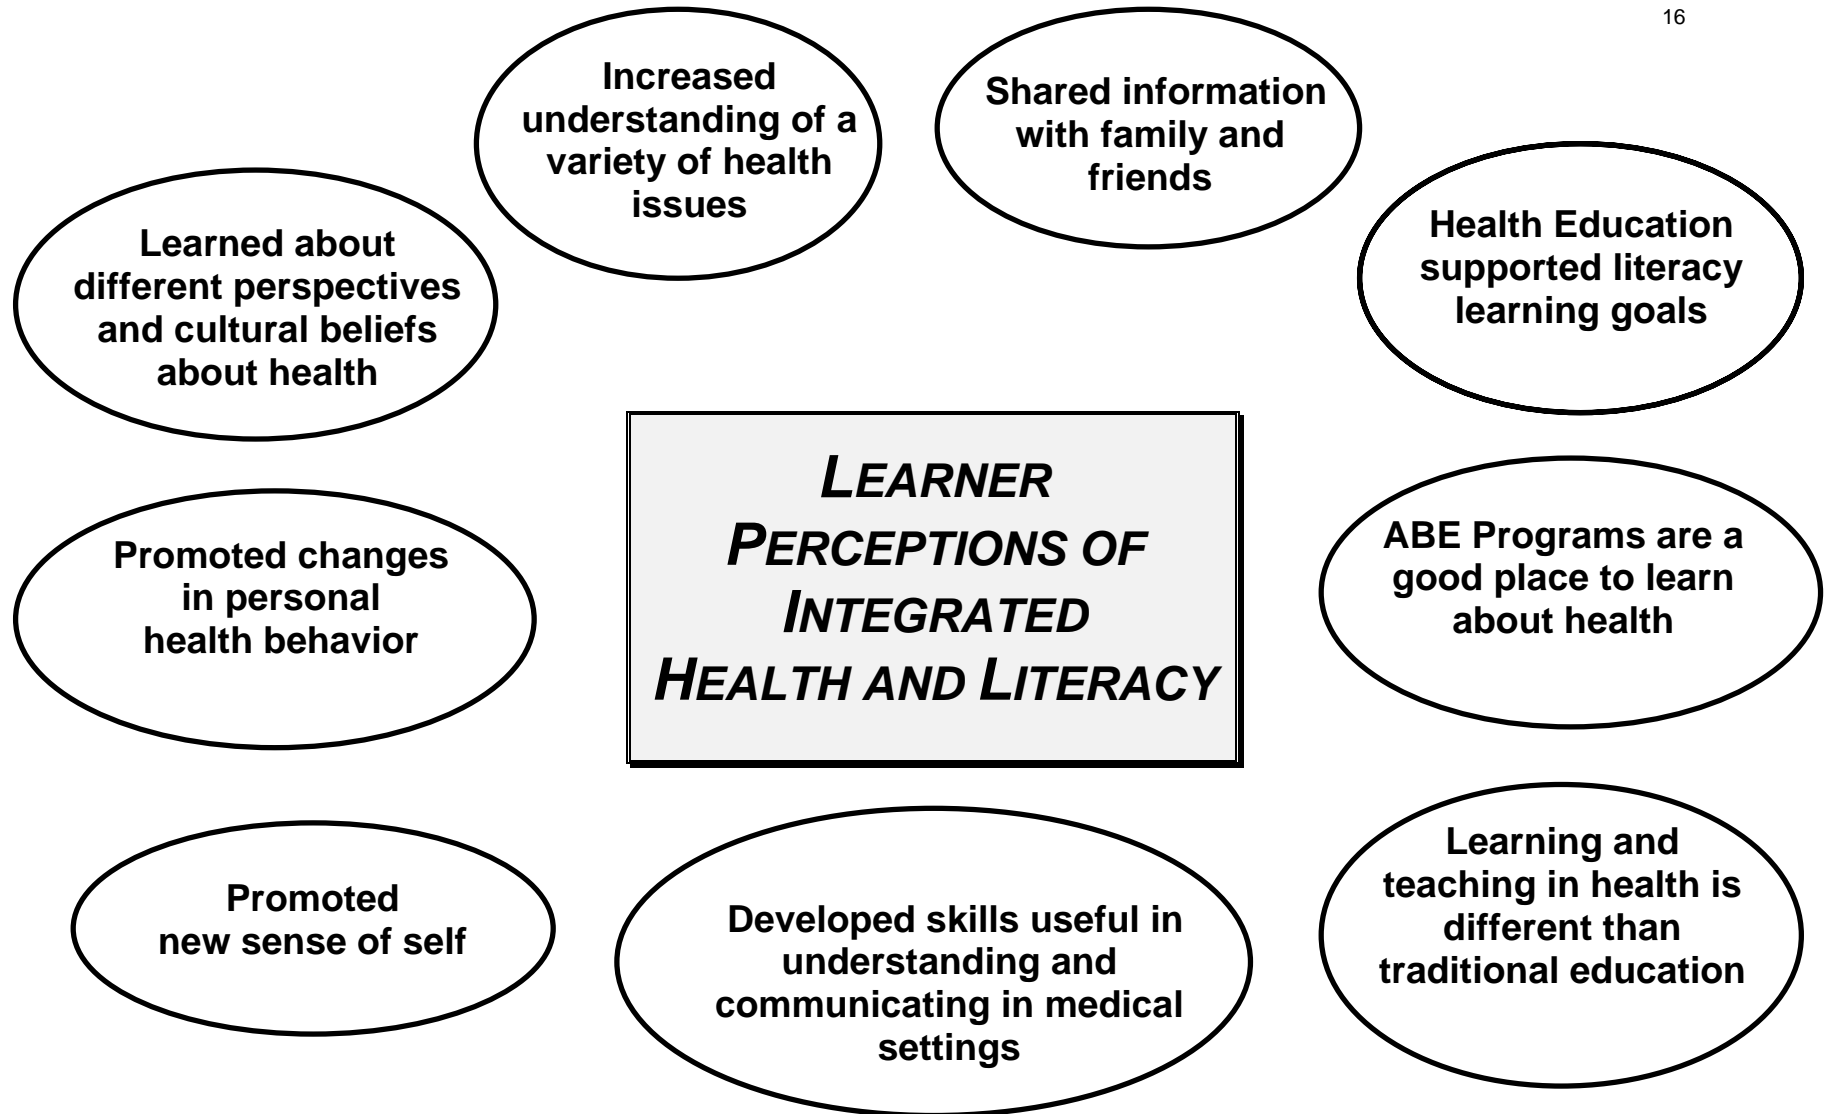 16
Increased
understanding of a
variety of health
issues
Shared information
with family and
friends
Learned about
different perspectives
and cultural beliefs
about health
Health Education
supported literacy
learning goals
LEARNER
PERCEPTIONS OF
INTEGRATED
HEALTH AND LITERACY
Promoted changes
in personal
health behavior
ABE Programs are a
good place to learn
about health
Promoted
new sense of self
Developed skills useful in
understanding and
communicating in medical
settings
Learning and
teaching in health is
different than
traditional education